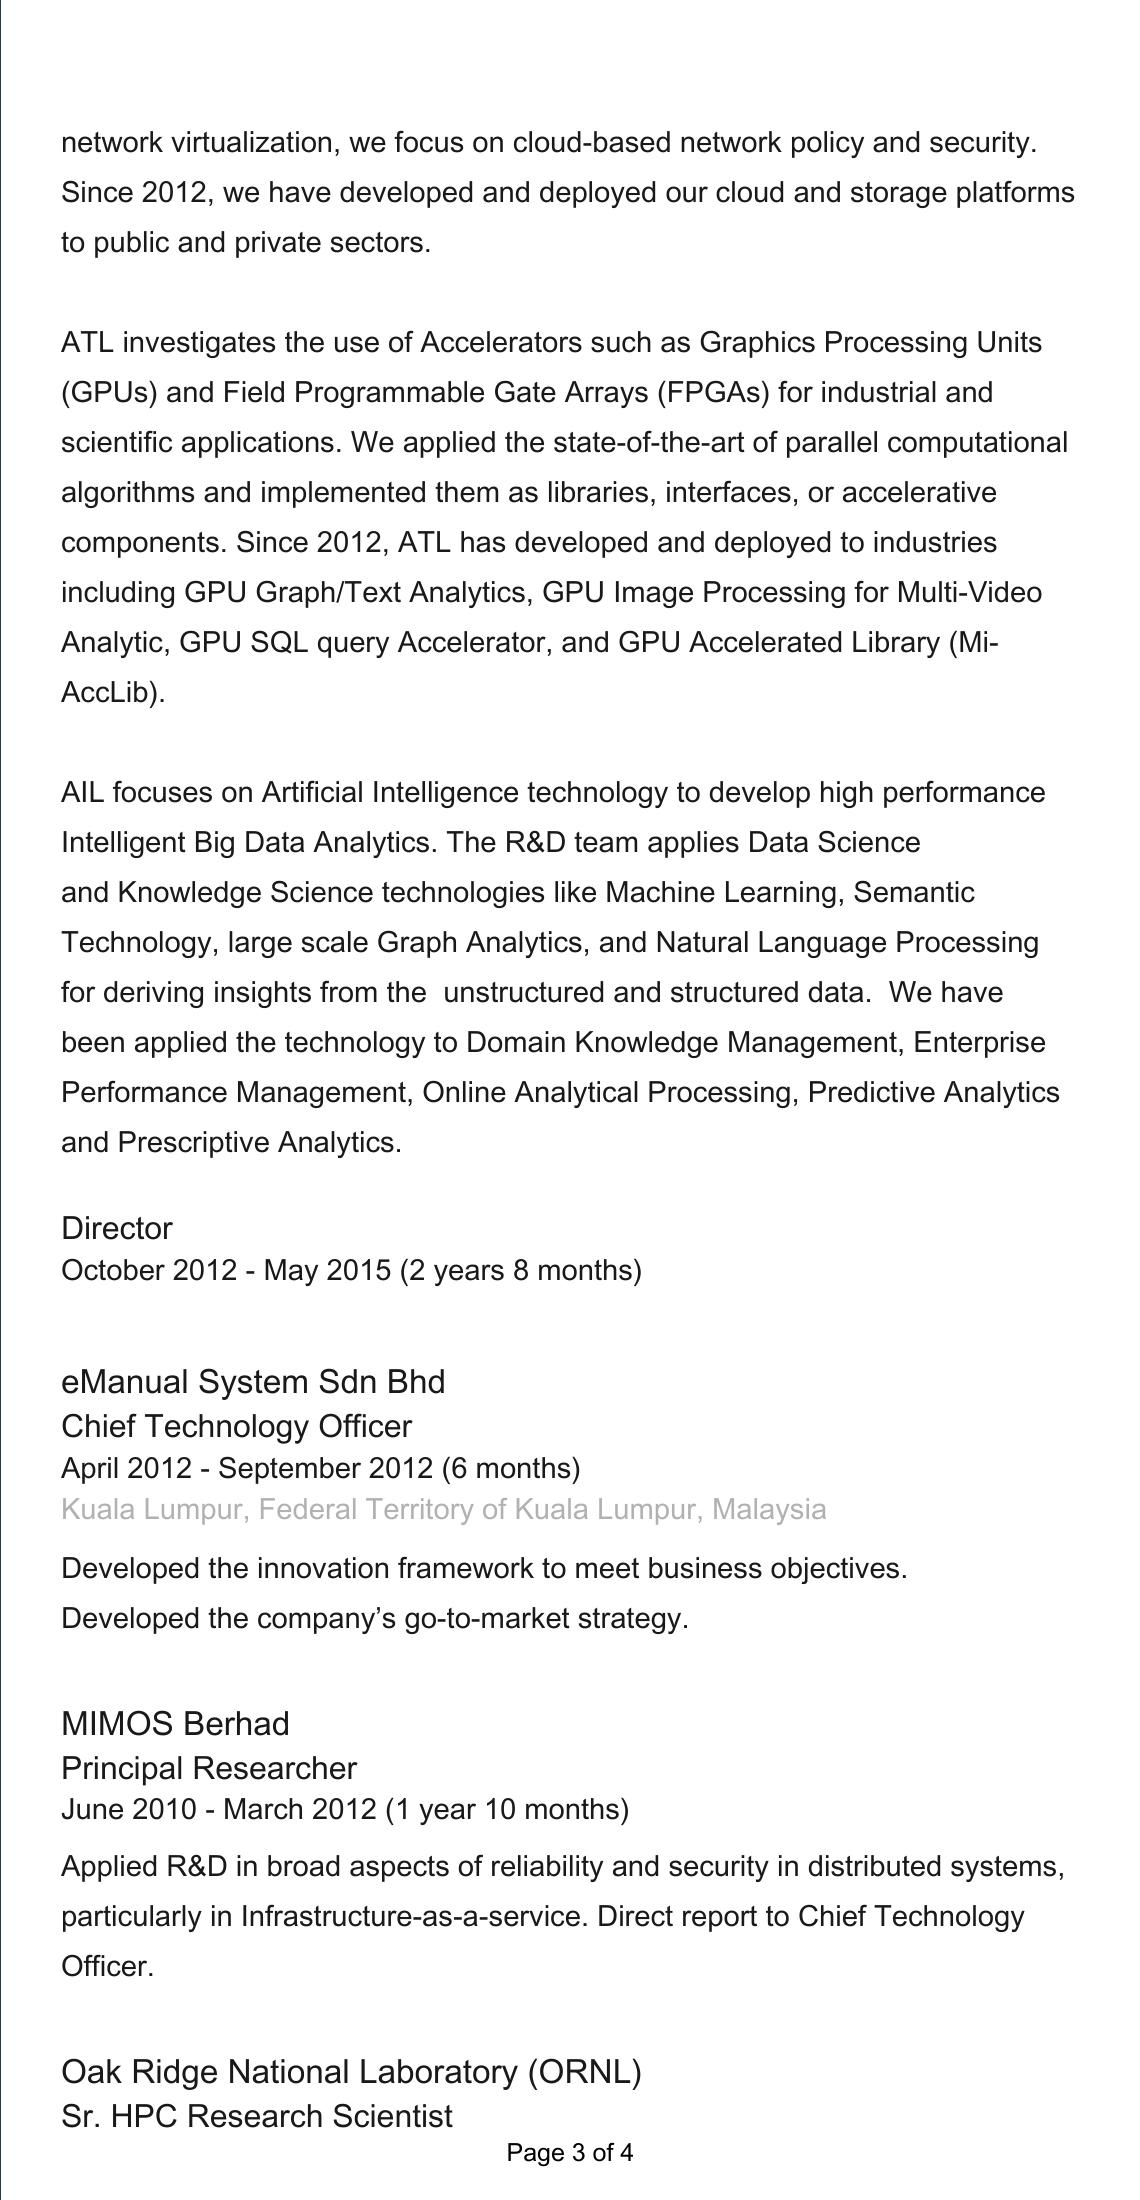 network virtualization, we focus on cloud-based network policy and security.
Since 2012, we have developed and deployed our cloud and storage platforms
to public and private sectors.
ATL investigates the use of Accelerators such as Graphics Processing Units
(GPUs) and Field Programmable Gate Arrays (FPGAs) for industrial and
scientific applications. We applied the state-of-the-art of parallel computational
algorithms and implemented them as libraries, interfaces, or accelerative
components. Since 2012, ATL has developed and deployed to industries
including GPU Graph/Text Analytics, GPU Image Processing for Multi-Video
Analytic, GPU SQL query Accelerator, and GPU Accelerated Library (Mi-
AccLib).
AIL focuses on Artificial Intelligence technology to develop high performance
Intelligent Big Data Analytics. The R&D team applies Data Science
and Knowledge Science technologies like Machine Learning, Semantic
Technology, large scale Graph Analytics, and Natural Language Processing
for deriving insights from the  unstructured and structured data.  We have
been applied the technology to Domain Knowledge Management, Enterprise
Performance Management, Online Analytical Processing, Predictive Analytics
and Prescriptive Analytics.
Director
October 2012 - May 2015 (2 years 8 months)
eManual System Sdn Bhd
Chief Technology Officer
April 2012 - September 2012 (6 months)
Kuala Lumpur, Federal Territory of Kuala Lumpur, Malaysia
Developed the innovation framework to meet business objectives.
Developed the company’s go-to-market strategy.
MIMOS Berhad
Principal Researcher
June 2010 - March 2012 (1 year 10 months)
Applied R&D in broad aspects of reliability and security in distributed systems,
particularly in Infrastructure-as-a-service. Direct report to Chief Technology
Officer.
Oak Ridge National Laboratory (ORNL)
Sr. HPC Research Scientist
Page 3 of 4